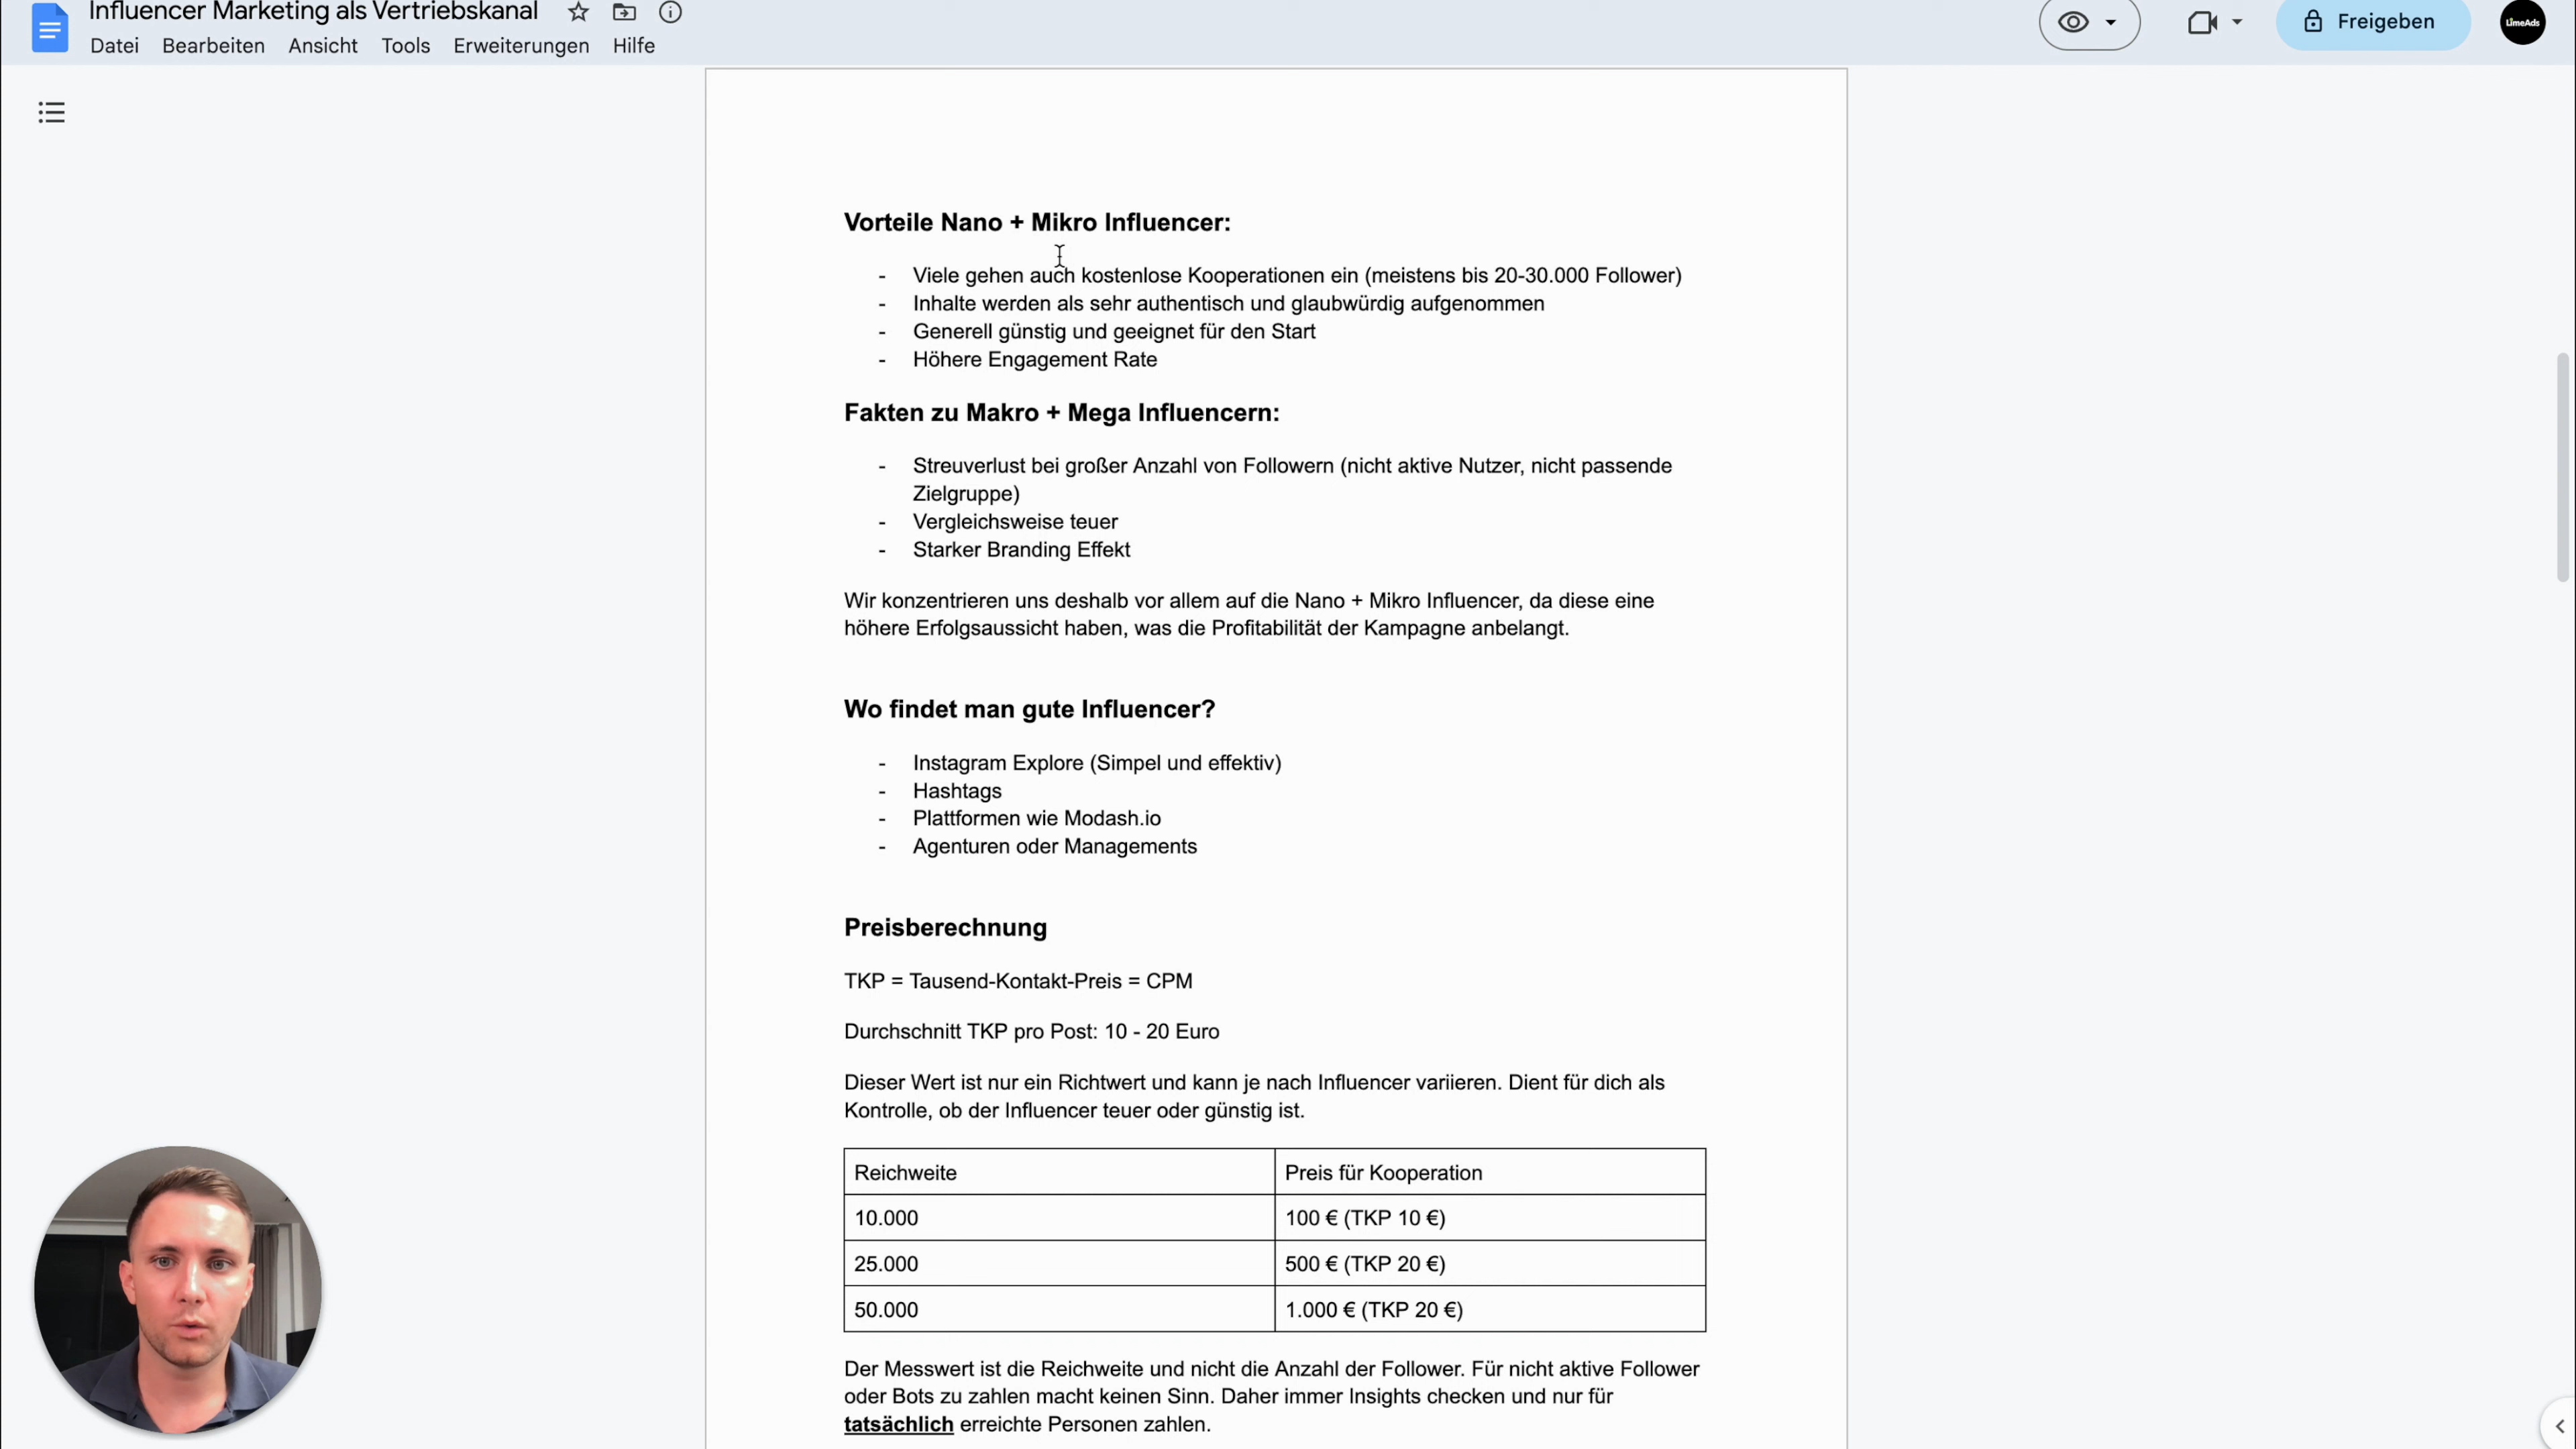 Influencer Marketing als Vertriebskanal
Datei Bearbeiten Ansicht Tools Erweiterungen Hilfe
Freigeben
LimeAds
Vorteile Nano + Mikro Influencer:
- Viele gehen auch kostenlose Kooperationen ein (meistens bis 20-30.000 Follower)
- Inhalte werden als sehr authentisch und glaubwürdig aufgenommen
- Generell günstig und geeignet für den Start
- Höhere Engagement Rate
Fakten zu Makro + Mega Influencern:
- Streuverlust bei großer Anzahl von Followern (nicht aktive Nutzer, nicht passende
Zielgruppe)
- Vergleichsweise teuer
- Starker Branding Effekt
Wir konzentrieren uns deshalb vor allem auf die Nano + Mikro Influencer, da diese eine
höhere Erfolgsaussicht haben, was die Profitabilität der Kampagne anbelangt.
Wo findet man gute Influencer?
- Instagram Explore (Simpel und effektiv)
- Hashtags
- Plattformen wie Modash.io
- Agenturen oder Managements
Preisberechnung
TKP = Tausend-Kontakt-Preis = CPM
Durchschnitt TKP pro Post: 10 - 20 Euro
Dieser Wert ist nur ein Richtwert und kann je nach Influencer variieren. Dient für dich als
Kontrolle, ob der Influencer teuer oder günstig ist.
Reichweite Preis für Kooperation
10.000 100 € (TKP 10 €)
25.000 500 € (TKP 20 €)
50.000 1.000 € (TKP 20 €)
Der Messwert ist die Reichweite und nicht die Anzahl der Follower. Für nicht aktive Follower
oder Bots zu zahlen macht keinen Sinn. Daher immer Insights checken und nur für
tatsächlich erreichte Personen zahlen.